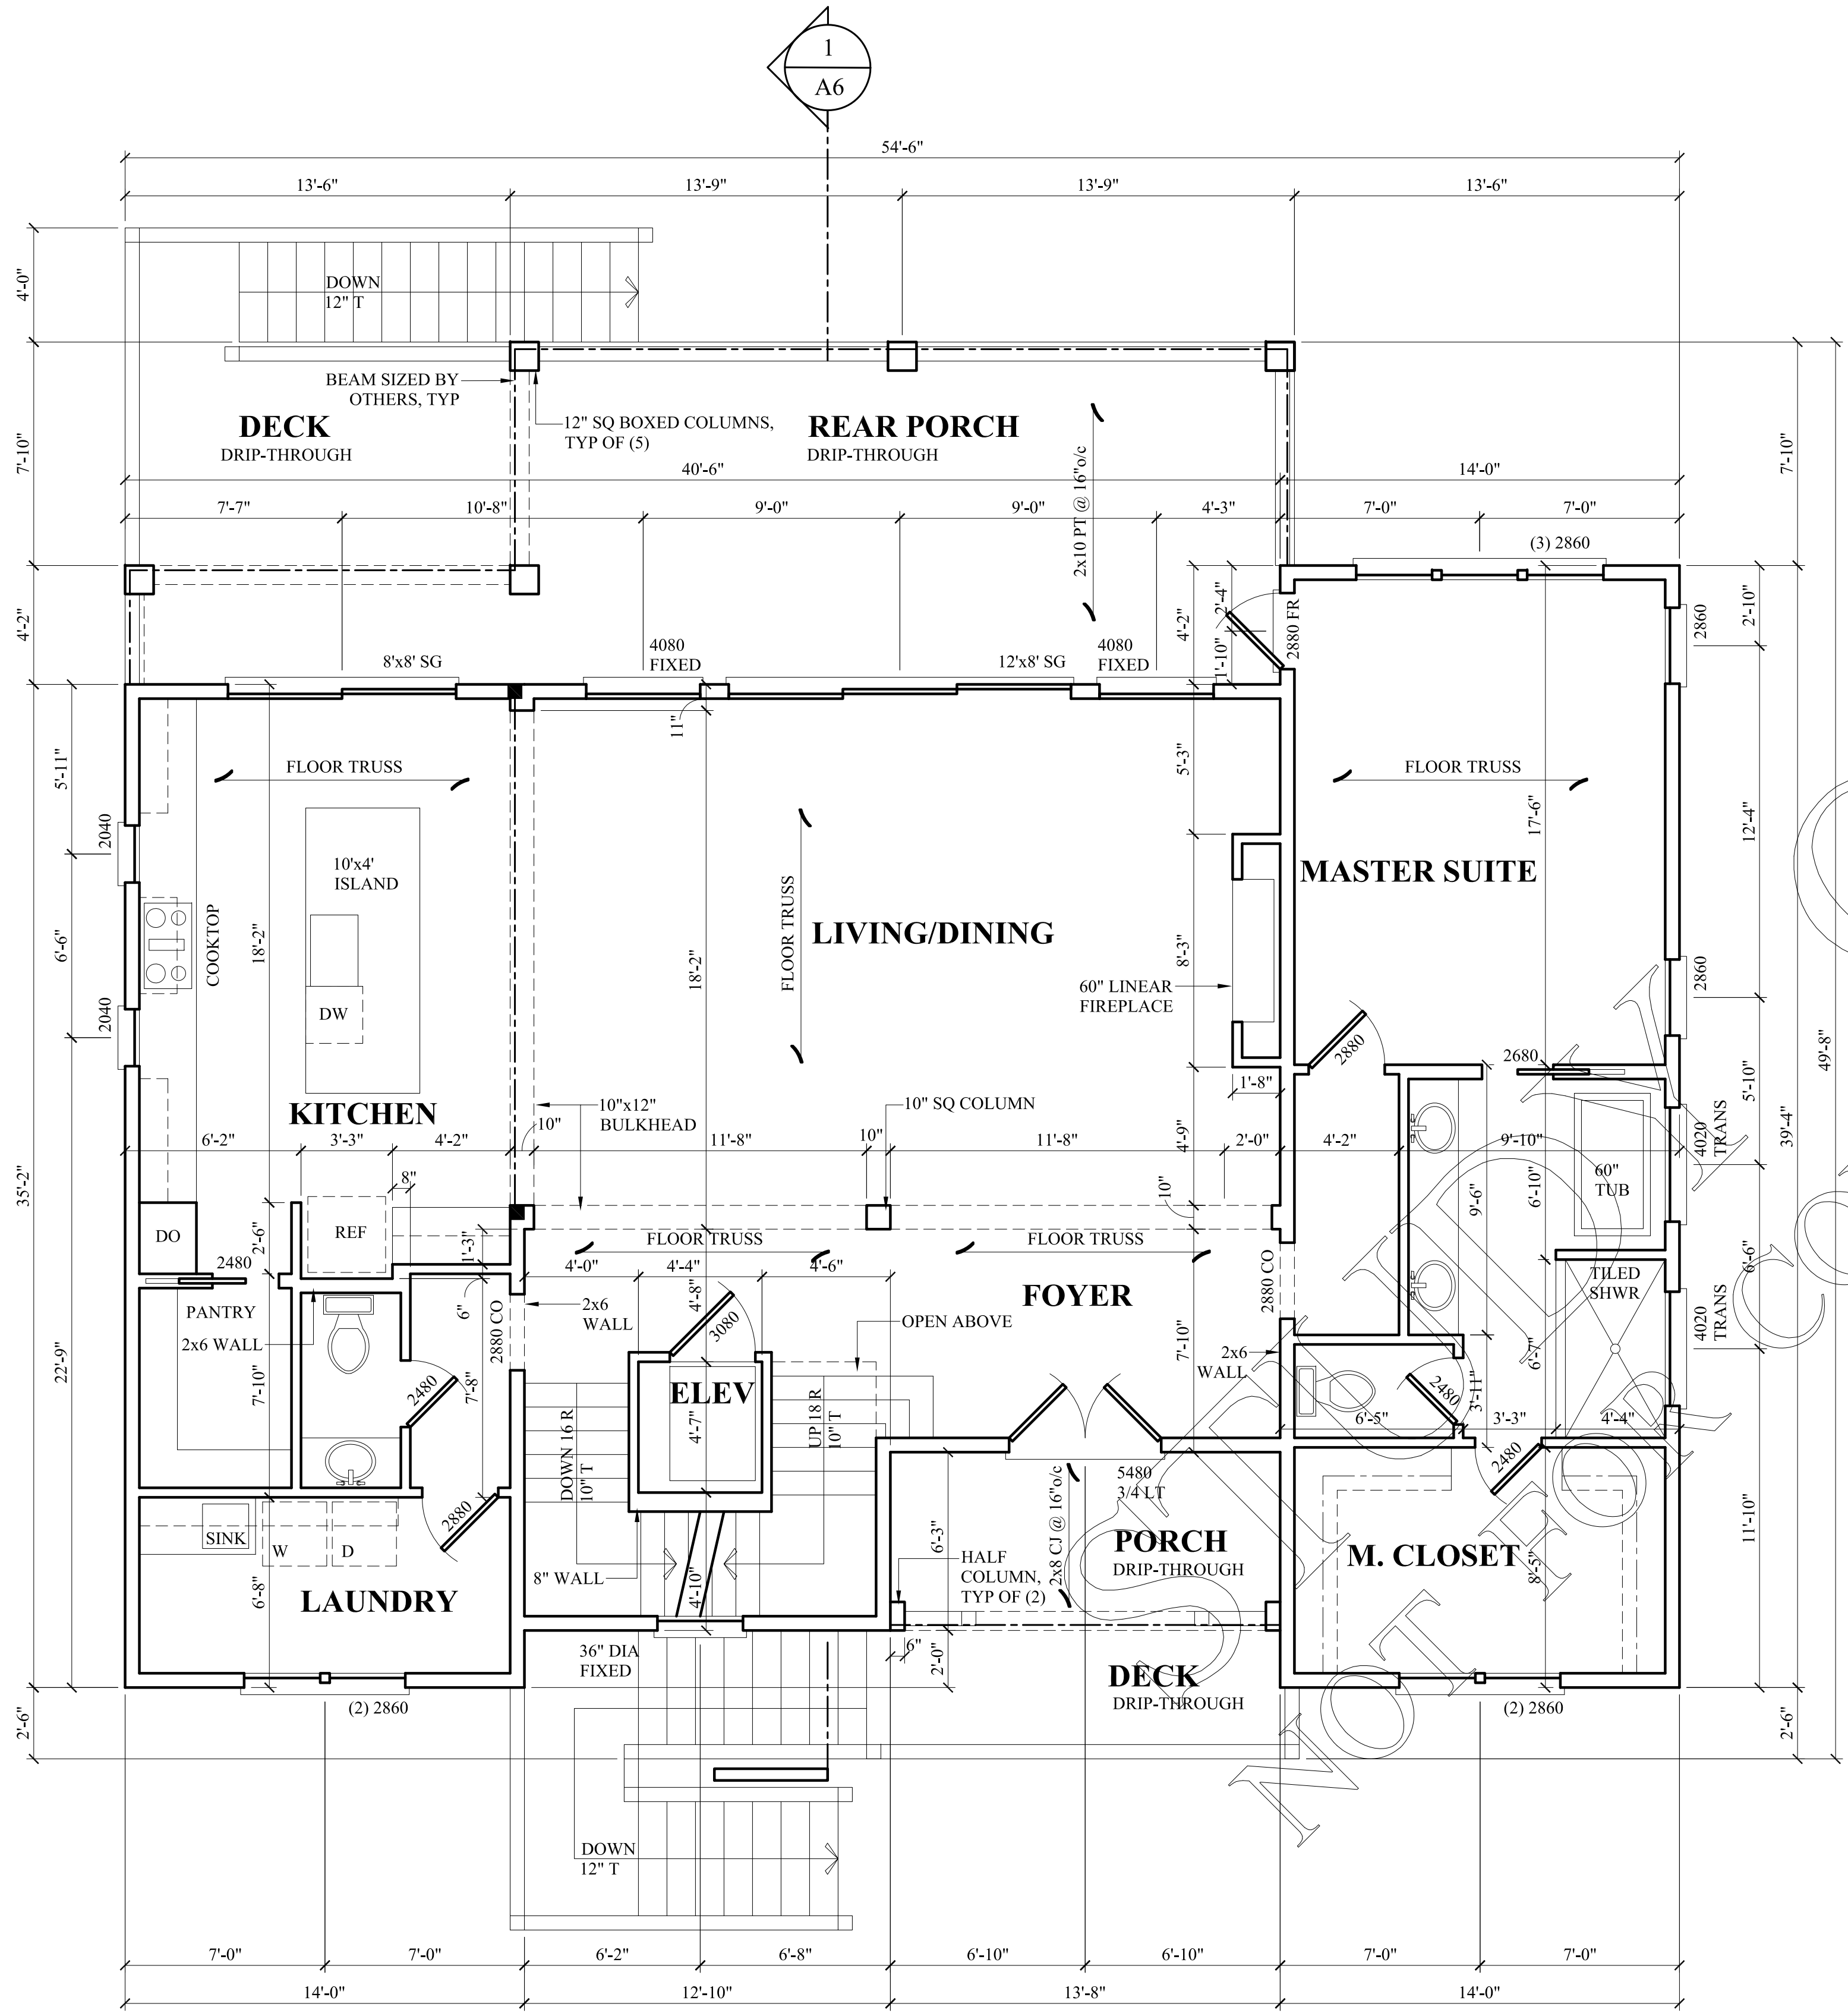 1
A6
54'-6"
13'-6"
13'-9"
13'-9"
13'-6"
4'-0"
DOWN
12" T
BEAM SIZED BY
OTHERS, TYP
DECK
DRIP-THROUGH
12" SQ BOXED COLUMNS,
TYP OF (5)
REAR PORCH
DRIP-THROUGH
2x10 PT @ 16"o/c
7'-10"
7'-10"
40'-6"
14'-0"
7'-7"
10'-8"
9'-0"
9'-0"
4'-3"
7'-0"
7'-0"
(3) 2860
4'-2"
4'-2"
2'-4"
1'-10"
2880 FR
2860
2'-10"
8'x8' SG
4080
FIXED
12'x8' SG
4080
FIXED
11"
5'-11"
FLOOR TRUSS
5'-3"
FLOOR TRUSS
17'-6"
12'-4"
49'-8"
2040
10'x4'
ISLAND
MASTER SUITE
6'-6"
COOKTOP
18'-2"
FLOOR TRUSS
LIVING/DINING
18'-2"
8'-3"
2860
60" LINEAR
FIREPLACE
2040
DW
2880
2680
5'-10"
1'-8"
KITCHEN
10"x12"
BULKHEAD
10" SQ COLUMN
10"
10"
4'-9"
4020
TRANS
39'-4"
6'-2"
3'-3"
4'-2"
11'-8"
11'-8"
2'-0"
4'-2"
9'-10"
35'-2"
8"
10"
9'-6"
6'-10"
60"
TUB
DO
REF
2'-6"
1'-3"
FLOOR TRUSS
FLOOR TRUSS
2480
4'-0"
4'-4"
4'-6"
4'-8"
6'-6"
TILED
SHWR
PANTRY
2x6 WALL
6"
2880 CO
2x6
WALL
3080
FOYER
OPEN ABOVE
2880 CO
4020
TRANS
22'-9"
7'-10"
2480
7'-8"
ELEV
7'-10"
2x6
WALL
6'-7"
2480
3'-11"
6'-5"
3'-3"
4'-4"
DOWN 16 R
10" T
4'-7"
UP 18 R
10" T
5480
3/4 LT
2480
2880
SINK
W
D
8" WALL
4'-10"
6'-3"
2x8 CJ @ 16"o/c
PORCH
DRIP-THROUGH
M. CLOSET
8'-5"
11'-10"
LAUNDRY
6'-8"
HALF
COLUMN,
TYP OF (2)
36" DIA
FIXED
6"
2'-0"
DECK
DRIP-THROUGH
(2) 2860
(2) 2860
2'-6"
2'-6"
DOWN
12" T
7'-0"
7'-0"
6'-2"
6'-8"
6'-10"
6'-10"
7'-0"
7'-0"
14'-0"
12'-10"
13'-8"
14'-0"
NOT FOR